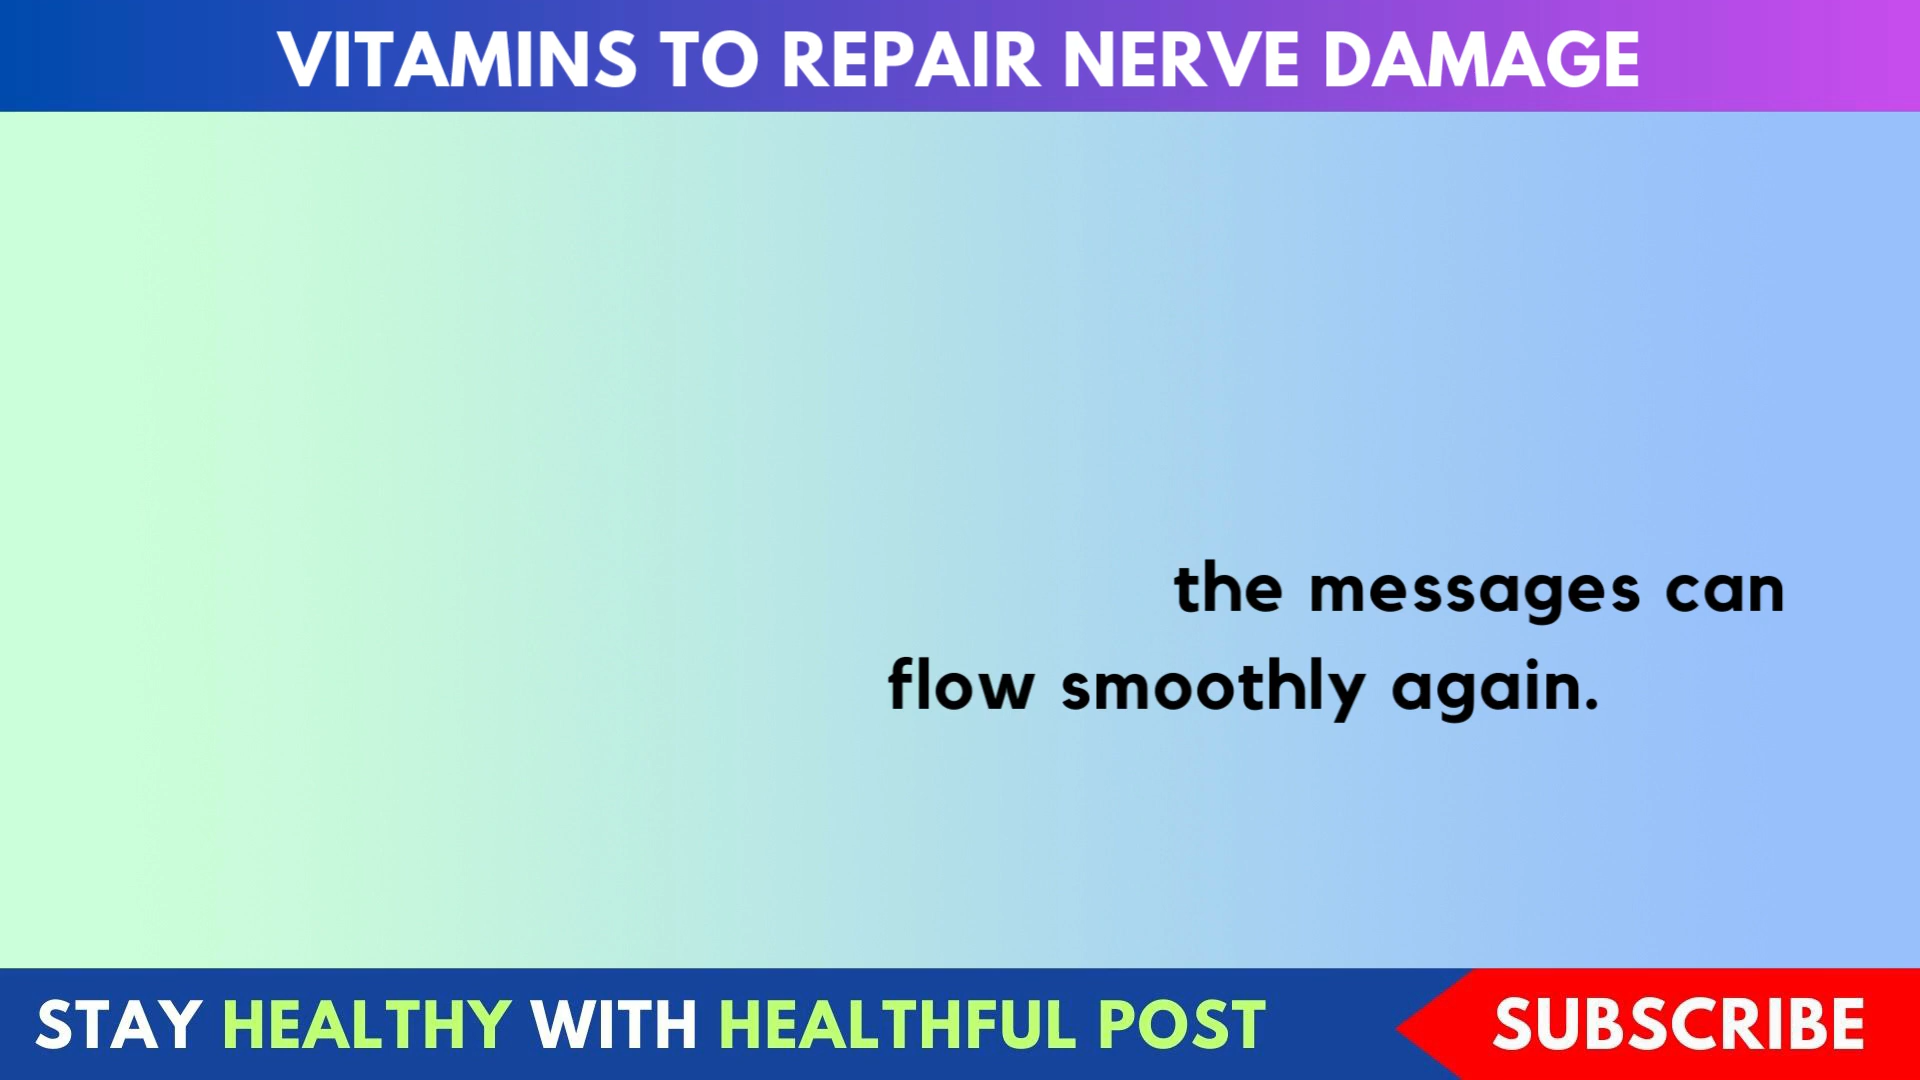 VITAMINS TO REPAIR NERVE DAMAGE
the messages can
flow smoothly again.
STAY HEALTHY WITH HEALTHFUL POST
SUBSCRIBE